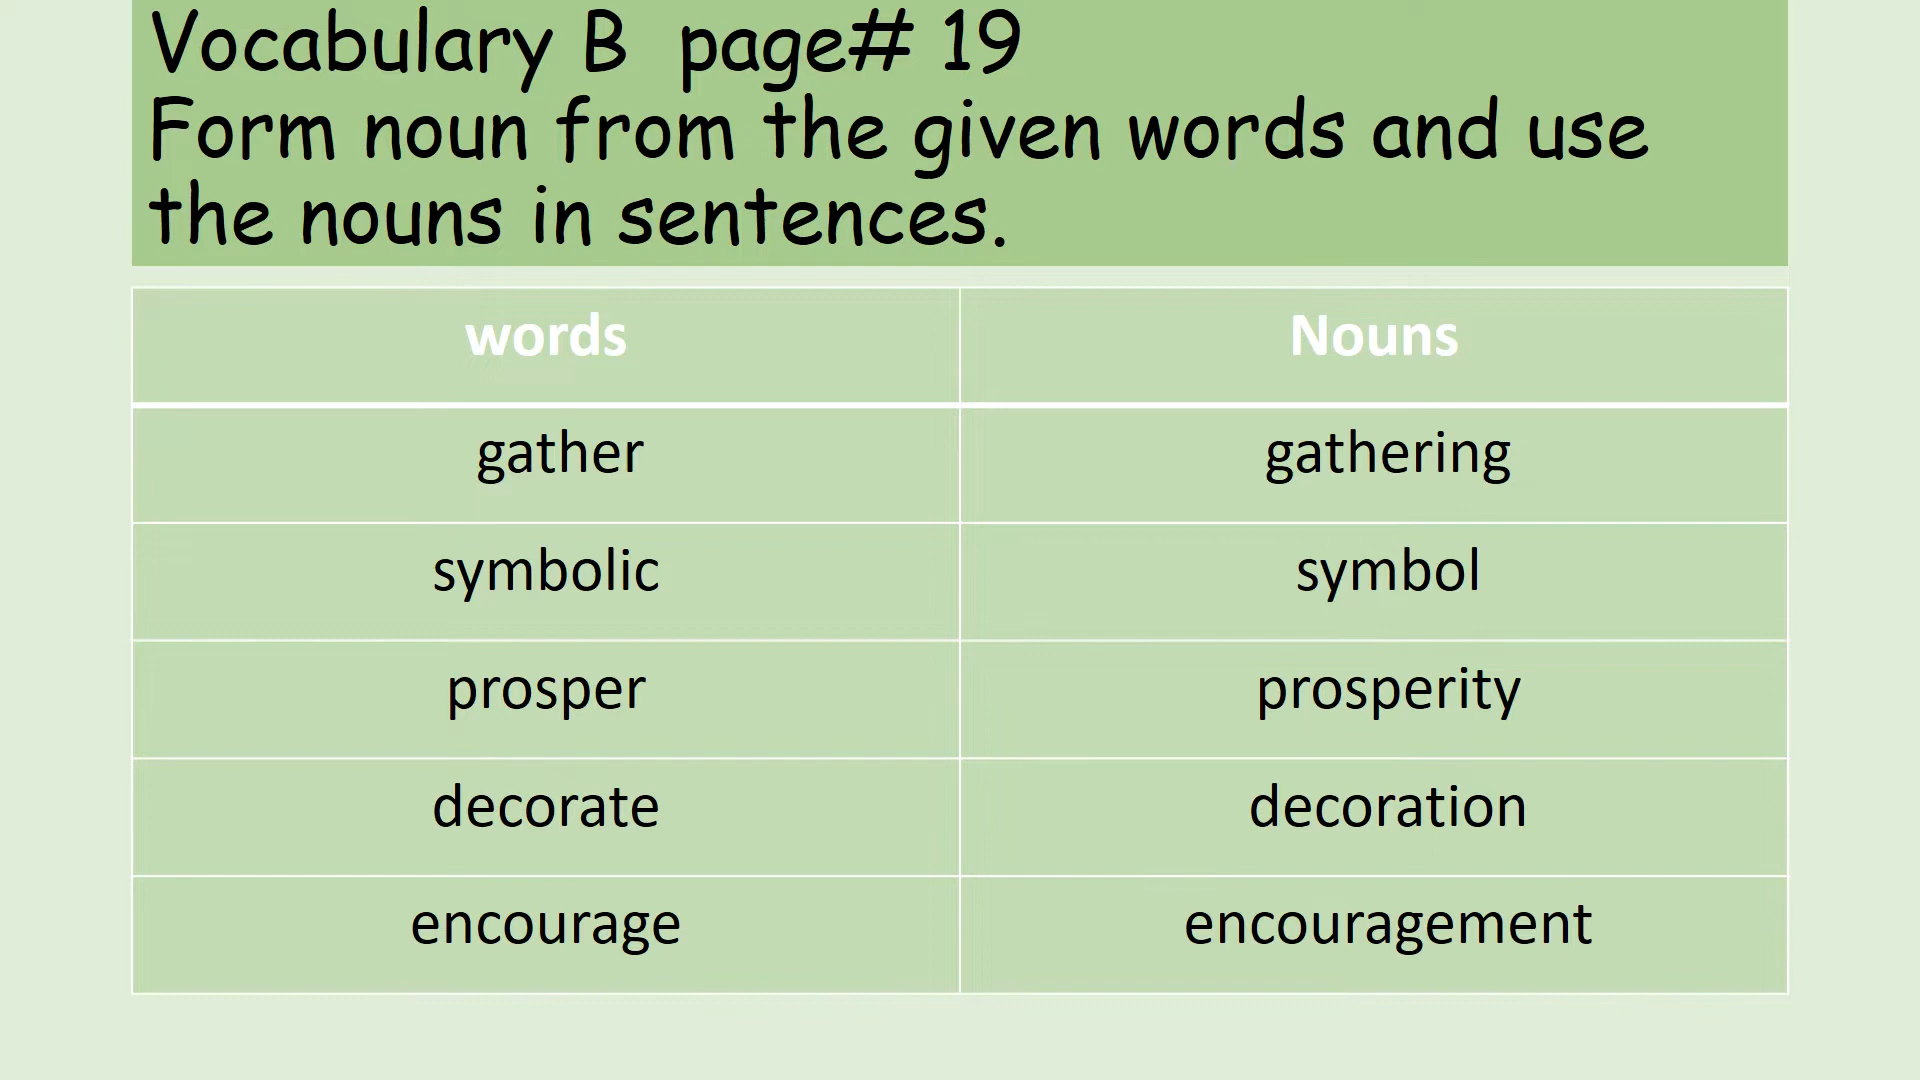 Vocabulary B page# 19
Form noun from the given words and use
the nouns in sentences.
words Nouns
gather gathering
symbolic symbol
prosper prosperity
decorate decoration
encourage encouragement